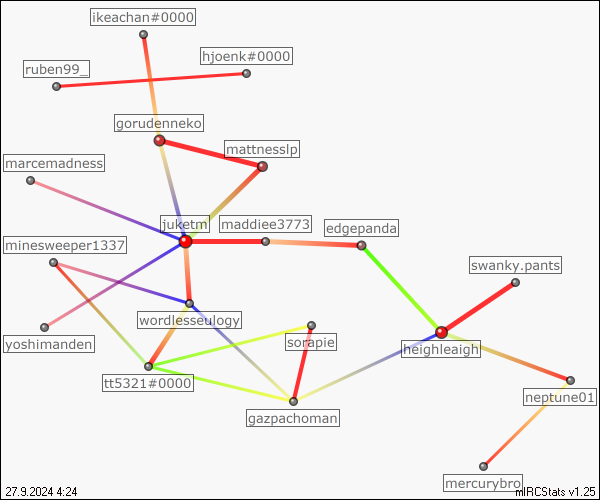 ikeachan#0000
hjoenk#0000
ruben99_
gorudenneko
mattnesslp
marcemadness
juketm
maddiee3773
edgepanda
minesweeper1337
swanky.pants
wordlesseulogy
yoshimanden
sorapie
heighleaigh
tt5321#0000
neptune01
gazpachoman
mercurybro
27.9.2024 4:24
mIRCStats v1.25